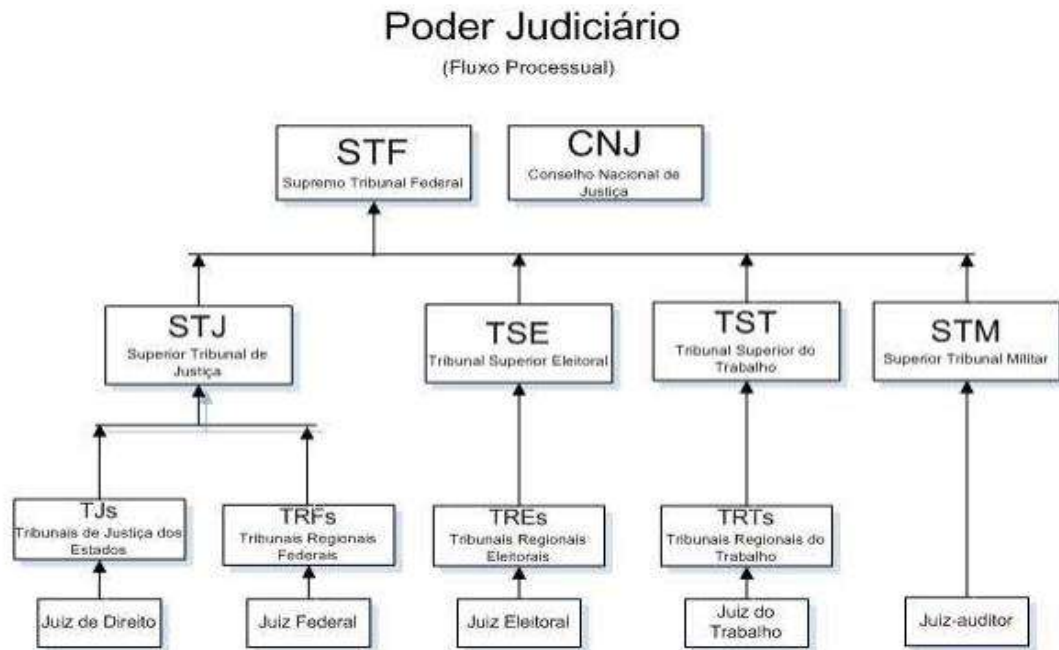 Poder Judiciário
(Fluxo Processual)
STF
Supremo Tribunal Federal
CNJ
Conselho Nacional de
Justiça
STJ
Superior Tribunal de
Justiça
TSE
Tribunal Superior Eleitoral
TST
Tribunal Superior do
Trabalho
STM
Superior Tribunal Militar
TJs
Tribunais de Justiça dos
Estados
TRFs
Tribunais Regionais
Federais
TREs
Tribunais Regionais
Eleitorais
TRTs
Tribunais Regionais do
Trabalho
Juiz de Direito
Juiz Federal
Juiz Eleitoral
Juiz do
Trabalho
Juiz-auditor